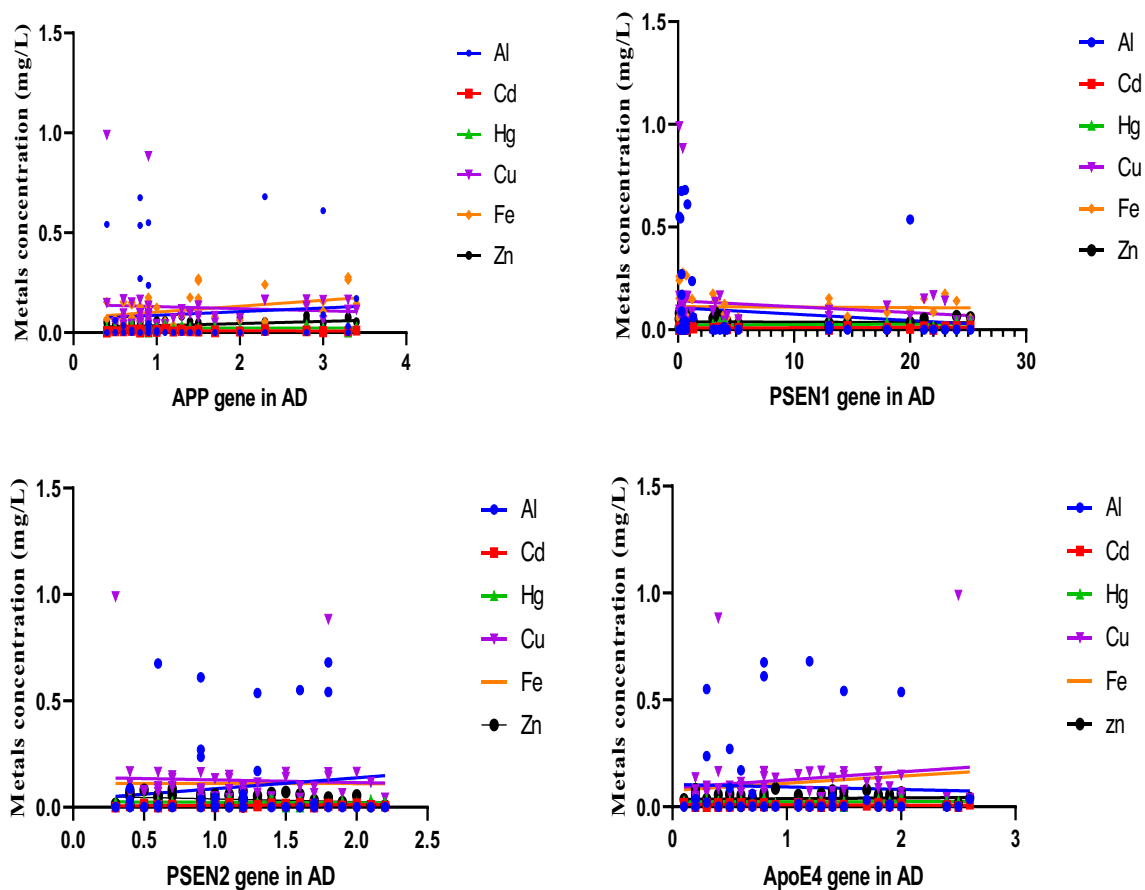 Metals concentration (mg/L)
1.5
1.0
0.5
0.0
0
1
2
3
4
APP gene in AD
Al
Cd
Hg
Cu
Fe
Zn
Metals concentration (mg/L)
1.5
1.0
0.5
0.0
0
10
20
30
PSEN1 gene in AD
Al
Cd
Hg
Cu
Fe
Zn
Metals concentration (mg/L)
1.5
1.0
0.5
0.0
0.0
0.5
1.0
1.5
2.0
2.5
PSEN2 gene in AD
Al
Cd
Hg
Cu
Fe
Zn
Metals concentration (mg/L)
1.5
1.0
0.5
0.0
0
1
2
3
ApoE4 gene in AD
Al
Cd
Hg
Cu
Fe
zn